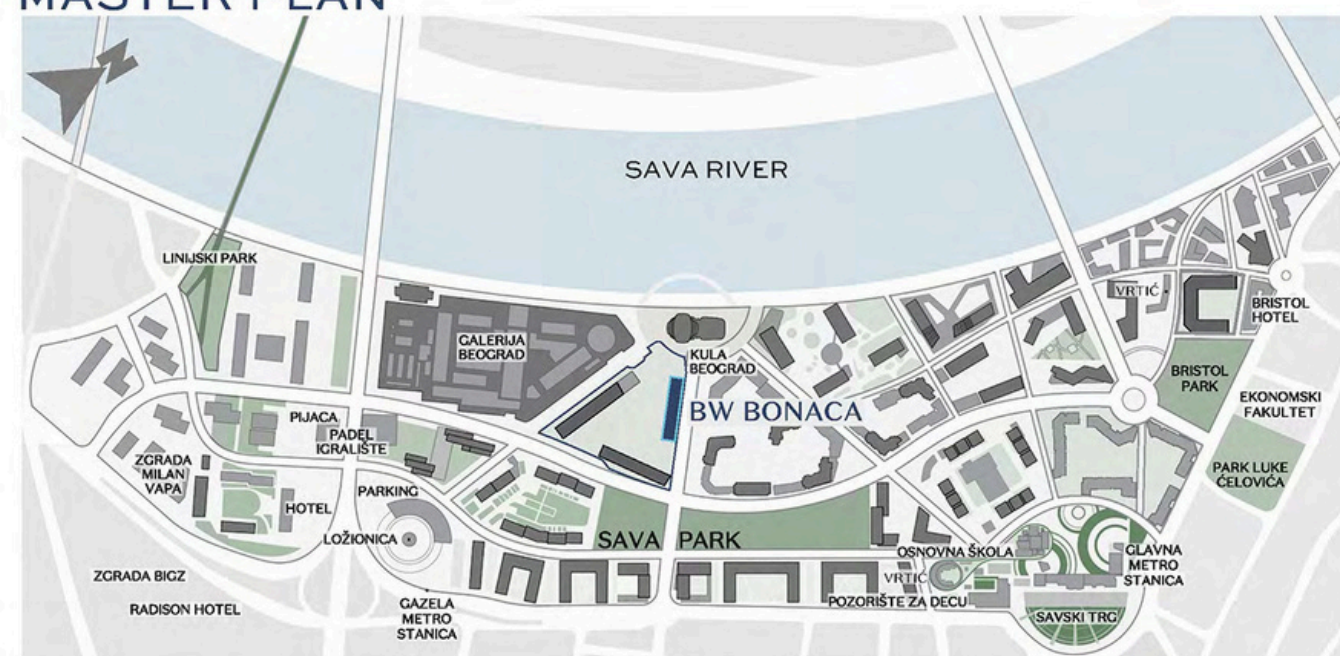 MASTER PLAN
N
SAVA RIVER
LINIJSKI PARK
GALERIJA
BEOGRAD
KULA
BEOGRAD
BW BONACA
VRTIĆ
BRISTOL
HOTEL
BRISTOL
PARK
EKONOMSKI
FAKULTET
PARK LUKE
ĆELOVIĆA
PIJACA
PADEL
IGRALIŠTE
ZGRADA
MILAN
VAPA
PARKING
HOTEL
LOŽIONICA
SAVA PARK
OSNOVNA ŠKOLA
GLAVNA
METRO
STANICA
VRTIĆ
POZORIŠTE ZA DECU
SAVSKI TRG
ZGRADA BIGZ
RADISON HOTEL
GAZELA
METRO
STANICA